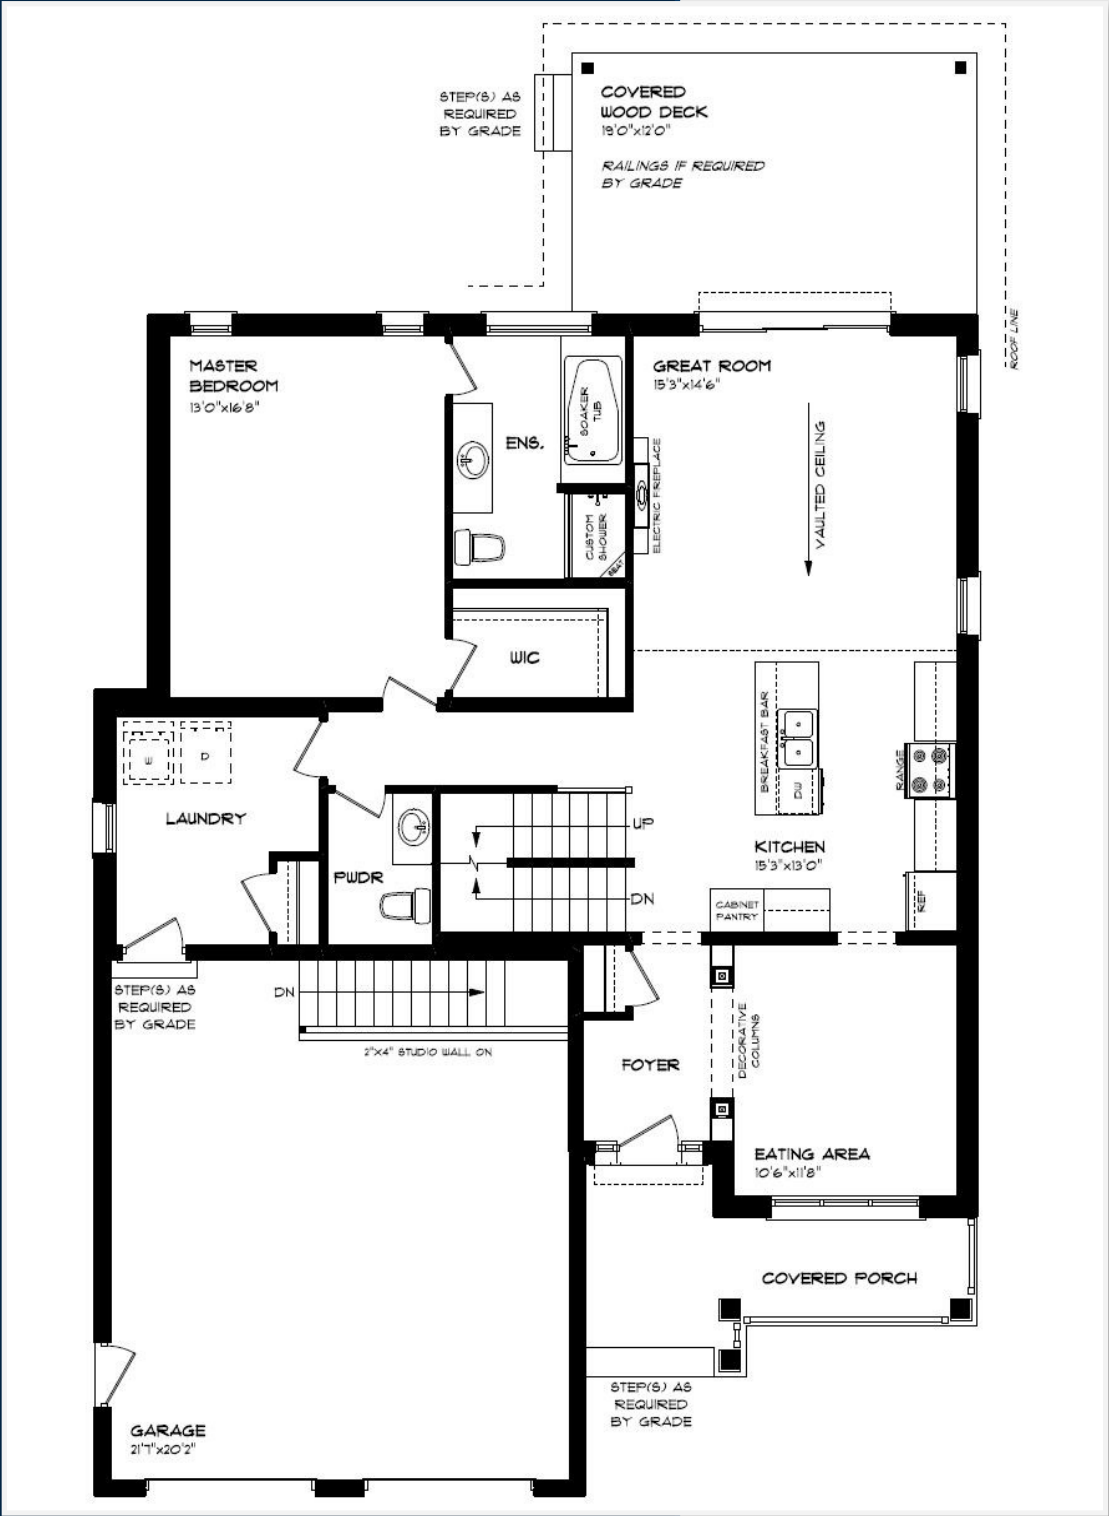 STEP(S) AS
REQUIRED
BY GRADE
COVERED
WOOD DECK
19'0"x12'0"
RAILINGS IF REQUIRED
BY GRADE
ROOF LINE
MASTER
BEDROOM
13'0"x16'8"
ENS.
SOAKER
TUB
CUSTOM
SHOWER
SEAT
ELECTRIC FIREPLACE
GREAT ROOM
15'3"x14'6"
VAULTED CEILING
WIC
W
D
LAUNDRY
PWDR
UP
DN
BREAKFAST BAR
DW
RANGE
KITCHEN
15'3"x13'0"
CABINET
PANTRY
REF
STEP(S) AS
REQUIRED
BY GRADE
DN
2"x4" STUDIO WALL ON
FOYER
DECORATIVE
COLUMNS
EATING AREA
10'6"x11'8"
COVERED PORCH
STEP(S) AS
REQUIRED
BY GRADE
GARAGE
21'7"x20'2"